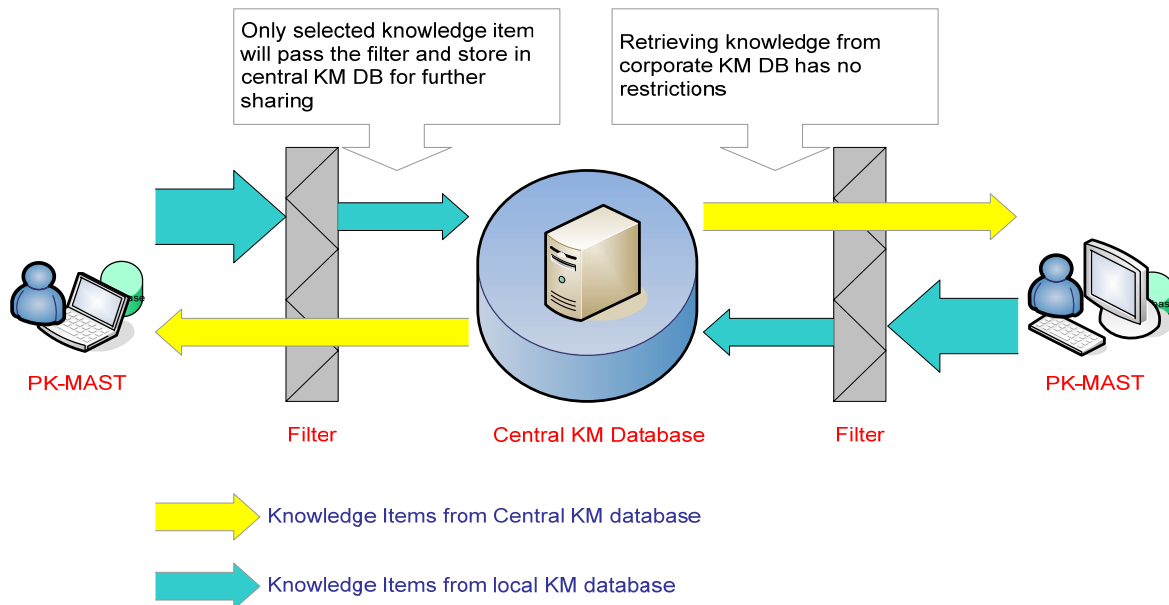 Only selected knowledge item
will pass the filter and store in
central KM DB for further
sharing
Retrieving knowledge from
corporate KM DB has no
restrictions
PK-MAST
PK-MAST
Filter
Central KM Database
Filter
Knowledge Items from Central KM database
Knowledge Items from local KM database